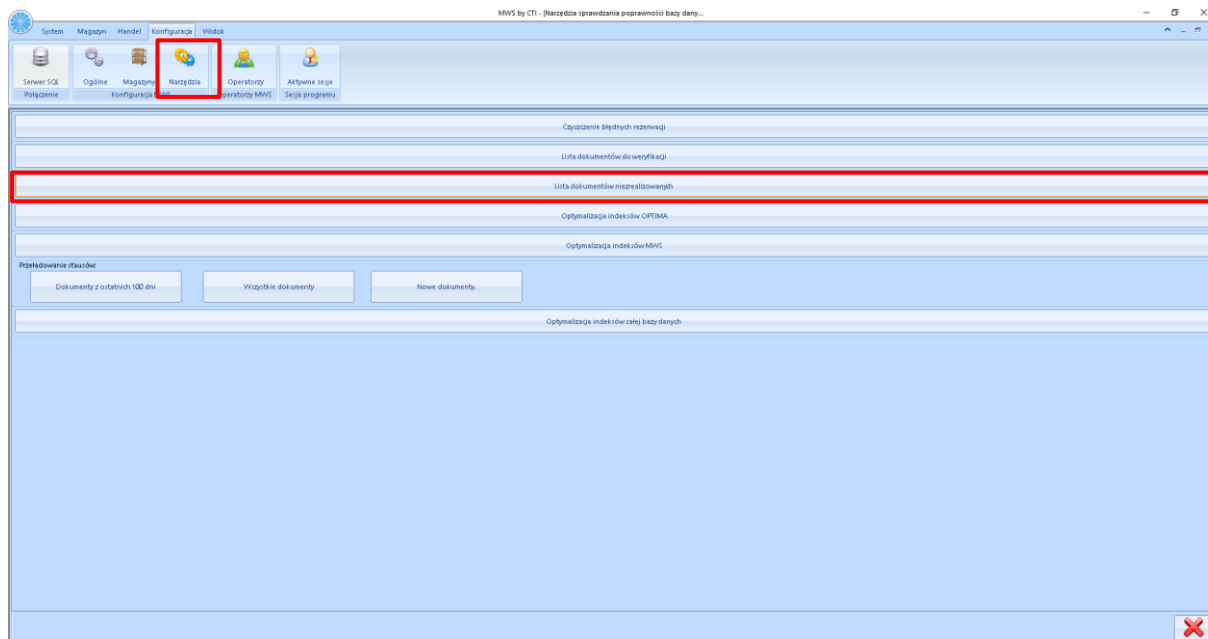 MWS by CTI - [Narzędzia sprawdzania poprawności bazy dany...
System Magazyn Handel Konfiguracja Widok
Serwer SQL Ogólne Magazyny Narzędzia Operatorzy Aktywne sesje
Połączenie Konfiguracja Operatorzy MWS Sesja programu
Czyszczenie błędnych rezerwacji
Lista dokumentów do weryfikacji
Lista dokumentów niezrealizowanych
Optymalizacja indeksów OPTIMA
Optymalizacja indeksów MWS
Przeładowanie stausów:
Dokumenty z ostatnich 100 dni Wszystkie dokumenty Nowe dokumenty.
Optymalizacja indeksów całej bazy danych